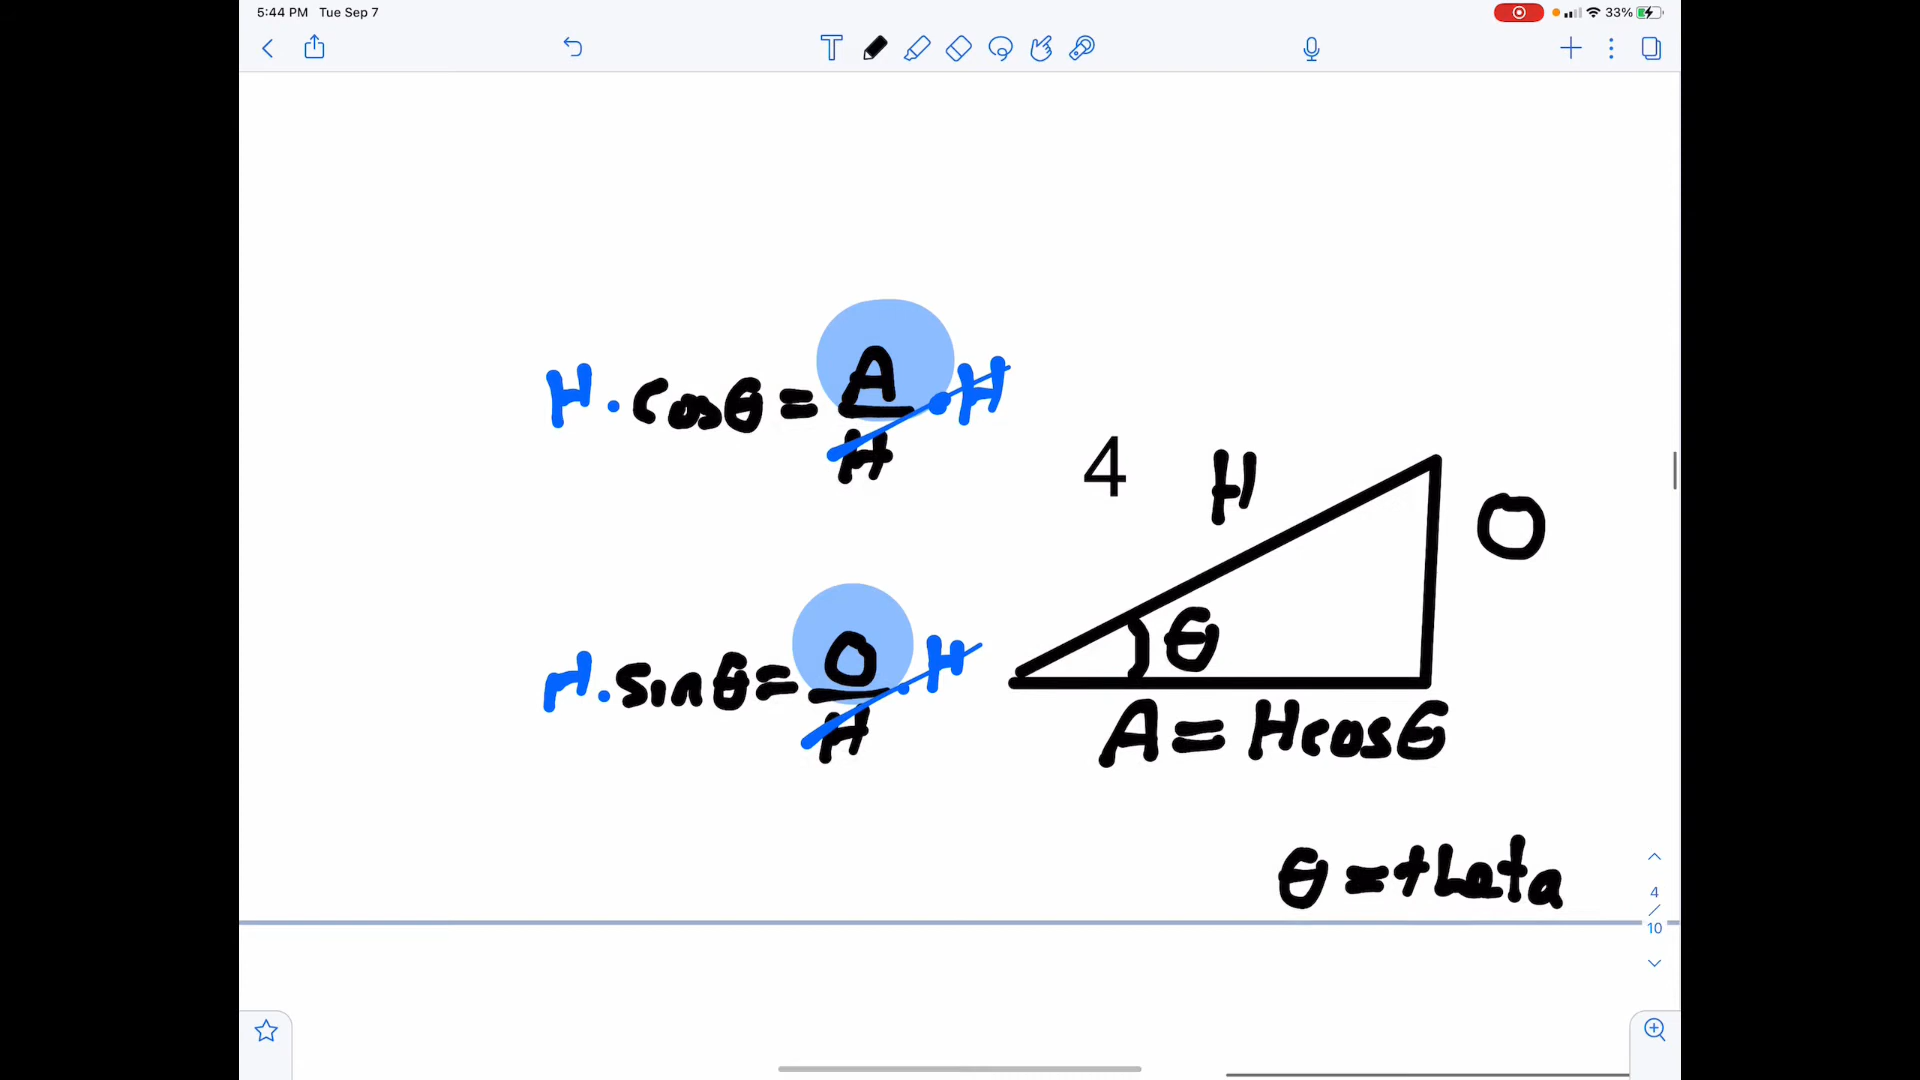 5:44 PM Tue Sep 7
33%
T
H · cosθ = A/H · H
4
H
O
H · sinθ = O/H · H
θ
A = Hcosθ
θ = theta
4
/
10